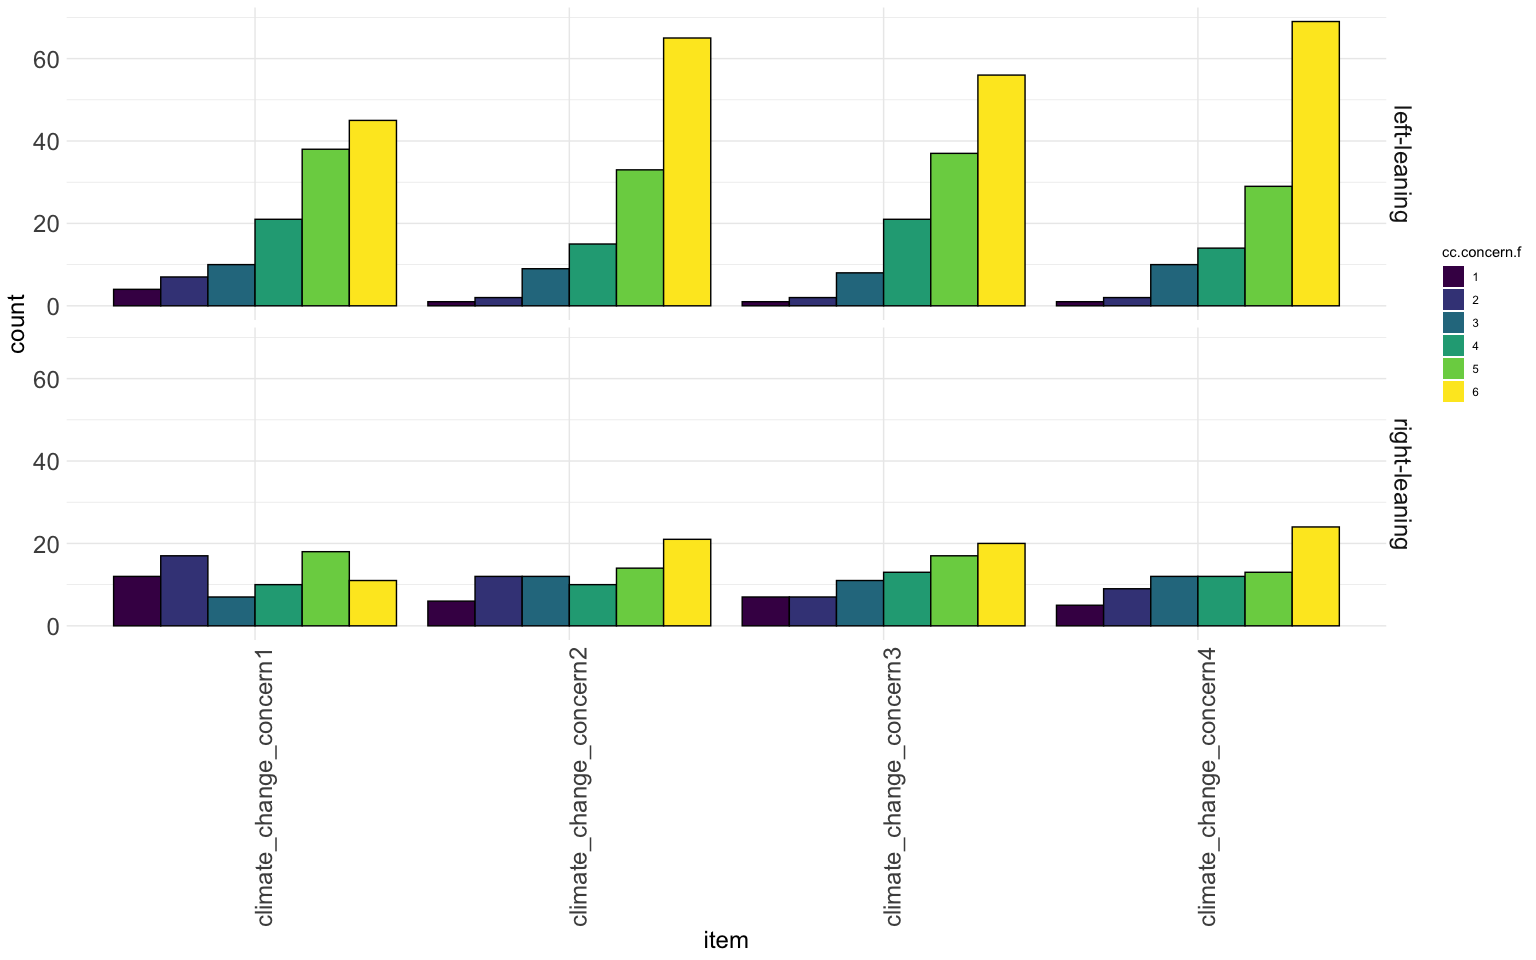 count
60
40
20
0
left-leaning
60
40
20
0
right-leaning
climate_change_concern1
climate_change_concern2
climate_change_concern3
climate_change_concern4
item
cc.concern.f
1
2
3
4
5
6